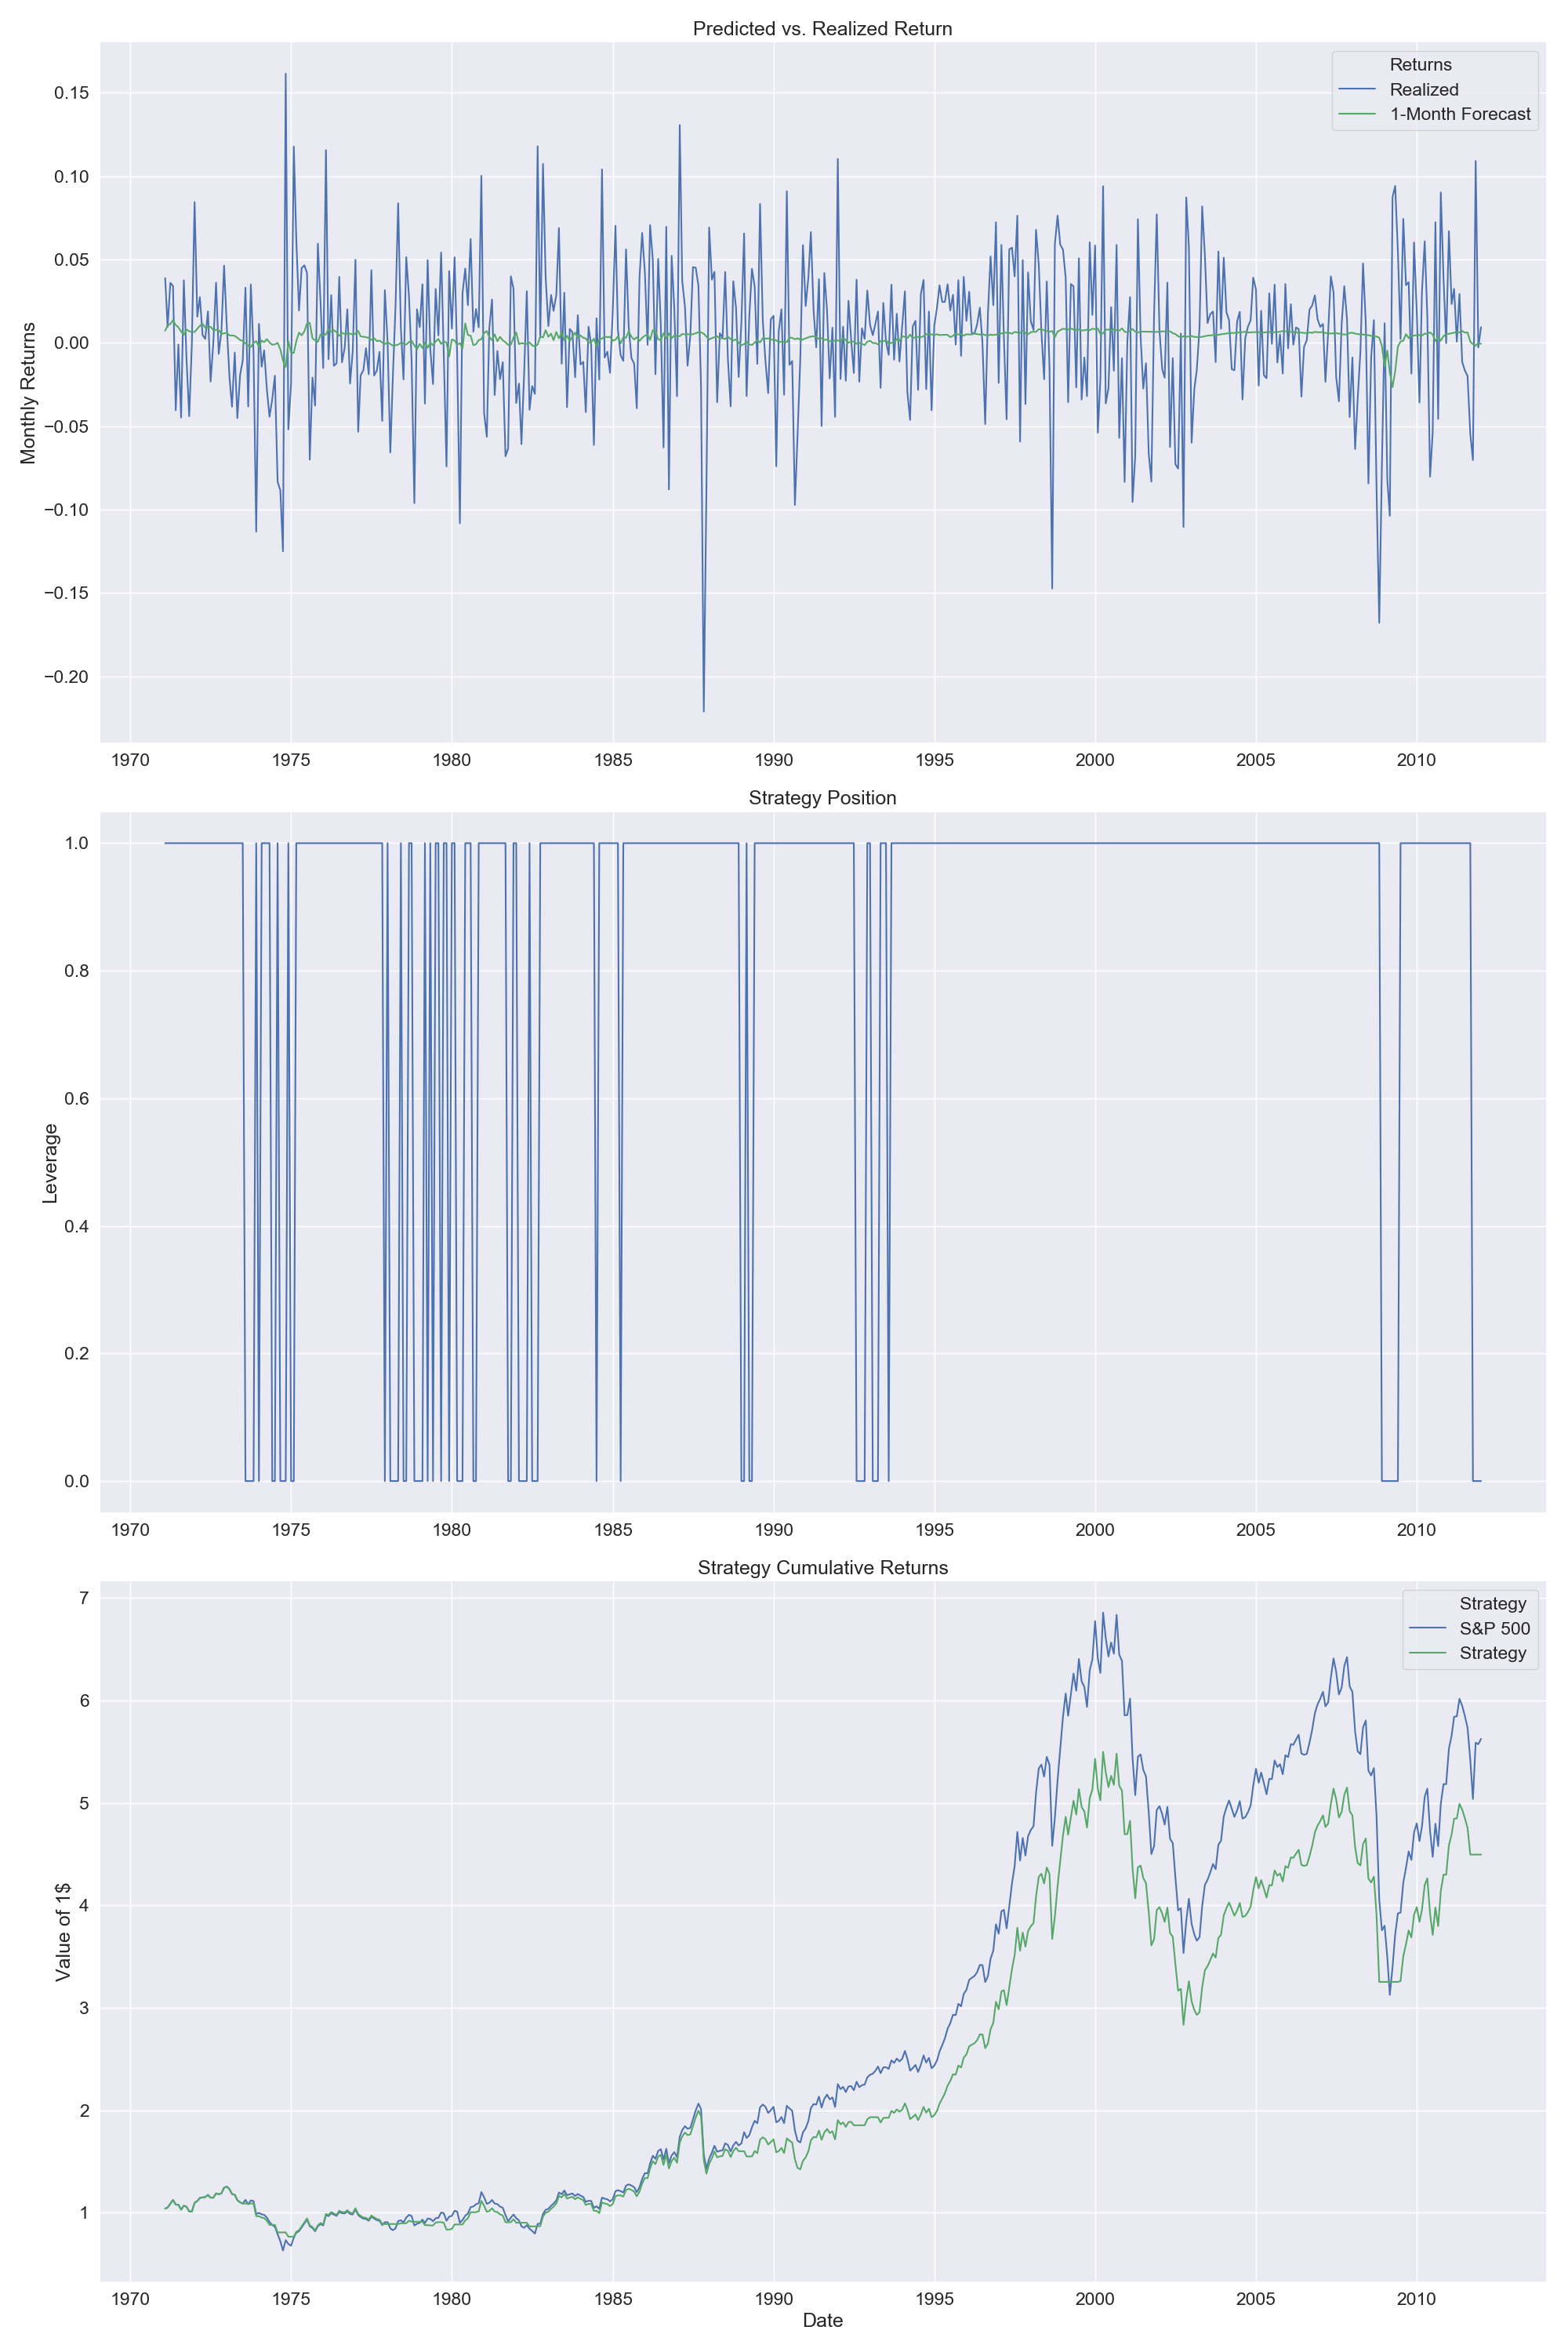 Predicted vs. Realized Return
Returns
Realized
1-Month Forecast
Monthly Returns
0.15
0.10
0.05
0.00
−0.05
−0.10
−0.15
−0.20
1970 1975 1980 1985 1990 1995 2000 2005 2010
Strategy Position
Leverage
1.0
0.8
0.6
0.4
0.2
0.0
1970 1975 1980 1985 1990 1995 2000 2005 2010
Strategy Cumulative Returns
Strategy
S&P 500
Strategy
Value of 1$
7
6
5
4
3
2
1
1970 1975 1980 1985 1990 1995 2000 2005 2010
Date